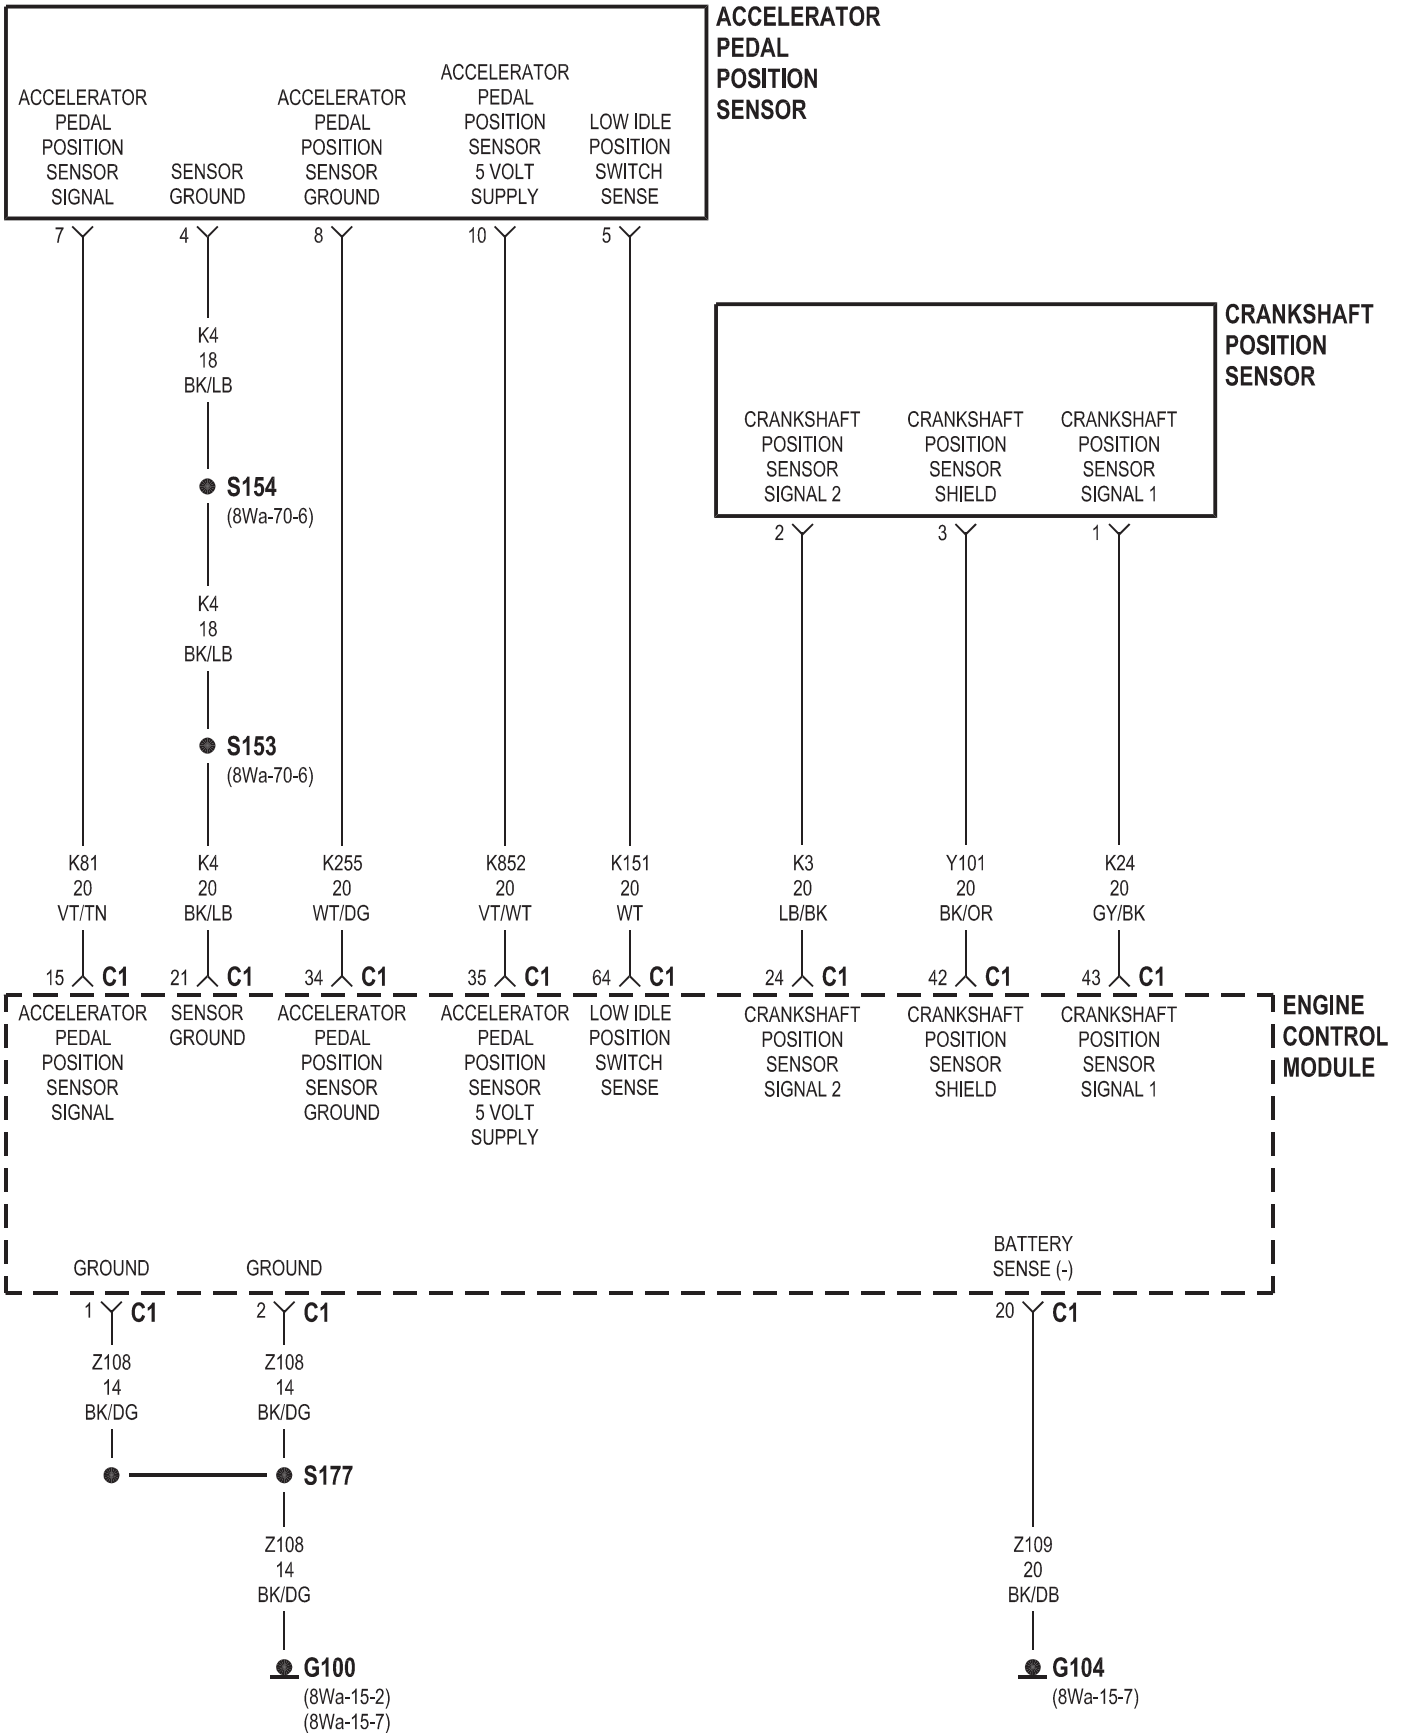 ACCELERATOR
PEDAL
POSITION
SENSOR
ACCELERATOR
PEDAL
POSITION
SENSOR
SIGNAL
SENSOR
GROUND
ACCELERATOR
PEDAL
POSITION
SENSOR
GROUND
ACCELERATOR
PEDAL
POSITION
SENSOR
5 VOLT
SUPPLY
LOW IDLE
POSITION
SWITCH
SENSE
7
4
8
10
5
K4
18
BK/LB
S154
(8Wa-70-6)
K4
18
BK/LB
S153
(8Wa-70-6)
CRANKSHAFT
POSITION
SENSOR
CRANKSHAFT
POSITION
SENSOR
SIGNAL 2
CRANKSHAFT
POSITION
SENSOR
SHIELD
CRANKSHAFT
POSITION
SENSOR
SIGNAL 1
2
3
1
K81
20
VT/TN
K4
20
BK/LB
K255
20
WT/DG
K852
20
VT/WT
K151
20
WT
K3
20
LB/BK
Y101
20
BK/OR
K24
20
GY/BK
15 C1
21 C1
34 C1
35 C1
64 C1
24 C1
42 C1
43 C1
ENGINE
CONTROL
MODULE
ACCELERATOR
PEDAL
POSITION
SENSOR
SIGNAL
SENSOR
GROUND
ACCELERATOR
PEDAL
POSITION
SENSOR
GROUND
ACCELERATOR
PEDAL
POSITION
SENSOR
5 VOLT
SUPPLY
LOW IDLE
POSITION
SWITCH
SENSE
CRANKSHAFT
POSITION
SENSOR
SIGNAL 2
CRANKSHAFT
POSITION
SENSOR
SHIELD
CRANKSHAFT
POSITION
SENSOR
SIGNAL 1
GROUND
GROUND
BATTERY
SENSE (-)
1 C1
2 C1
20 C1
Z108
14
BK/DG
Z108
14
BK/DG
S177
Z108
14
BK/DG
G100
(8Wa-15-2)
(8Wa-15-7)
Z109
20
BK/DB
G104
(8Wa-15-7)